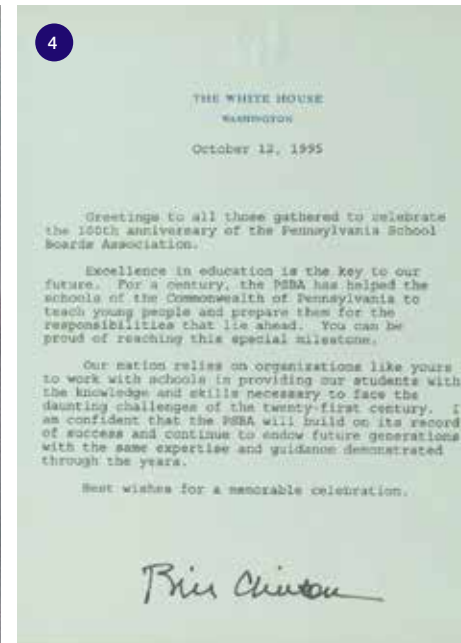 4
THE WHITE HOUSE
WASHINGTON
October 12, 1995
Greetings to all those gathered to celebrate
the 100th anniversary of the Pennsylvania School
Boards Association.
Excellence in education is the key to our
future. For a century, the PSBA has helped the
schools of the Commonwealth of Pennsylvania to
teach young people and prepare them for the
responsibilities that lie ahead. You can be
proud of reaching this special milestone.
Our nation relies on organizations like yours
to work with schools in providing our students with
the knowledge and skills necessary to face the
daunting challenges of the twenty-first century. I
am confident that the PSBA will build on its record
of success and continue to endow future generations
with the same expertise and guidance demonstrated
through the years.
Best wishes for a memorable celebration.
Bill Clinton